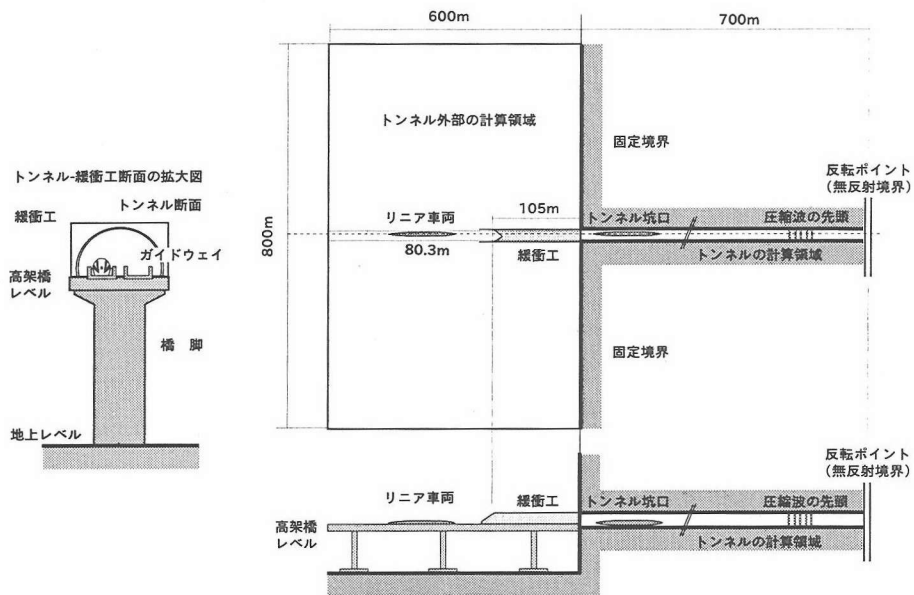 600m
700m
トンネル外部の計算領域
固定境界
反転ポイント
（無反射境界）
トンネル-緩衝工断面の拡大図
緩衝工
トンネル断面
ガイドウェイ
高架橋
レベル
橋 脚
地上レベル
800m
リニア車両
80.3m
105m
緩衝工
トンネル坑口
圧縮波の先頭
トンネルの計算領域
固定境界
反転ポイント
（無反射境界）
リニア車両
緩衝工
トンネル坑口
圧縮波の先頭
高架橋
レベル
トンネルの計算領域